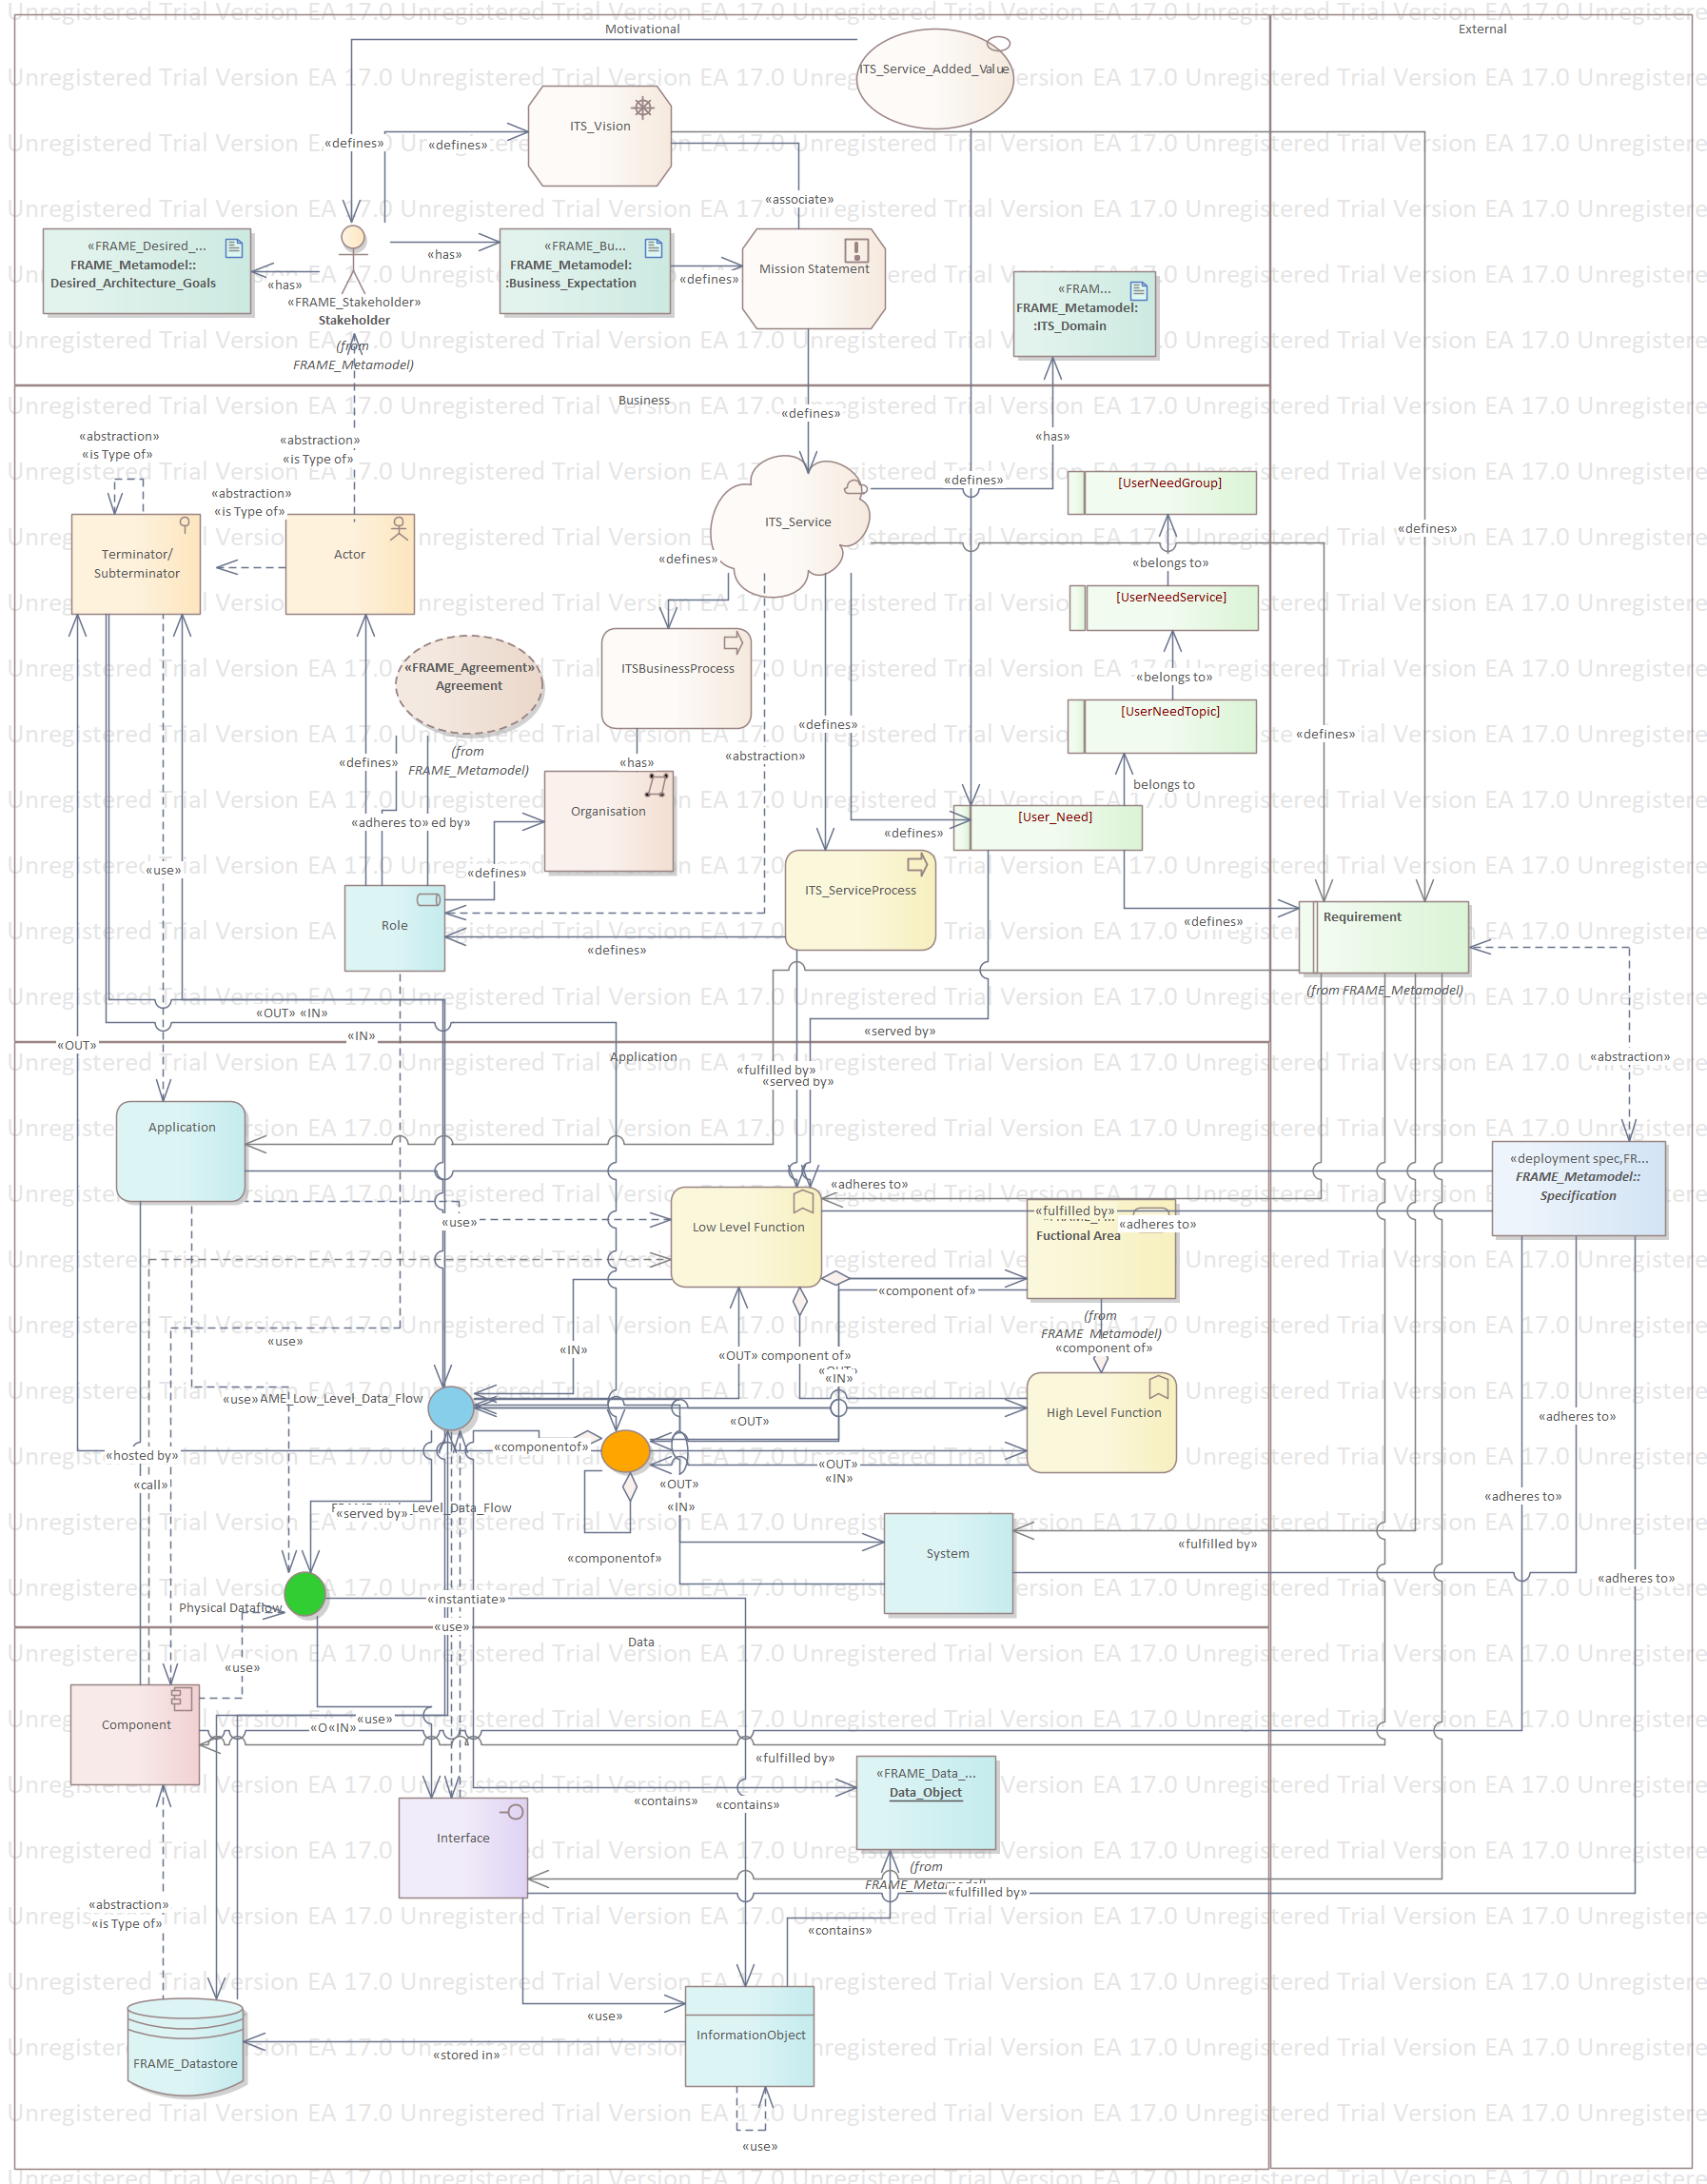 Motivational
External
ITS_Service_Added_Value
ITS_Vision
«defines»
«defines»
«associate»
«FRAME_Desired_...
FRAME_Metamodel::
Desired_Architecture_Goals
«has»
«FRAME_Stakeholder»
Stakeholder
(from
FRAME_Metamodel)
«has»
«FRAME_Bu...
FRAME_Metamodel:
:Business_Expectation
«defines»
Mission Statement
«FRAM...
FRAME_Metamodel:
:ITS_Domain
Business
«defines»
«has»
«abstraction»
«is Type of»
«abstraction»
«is Type of»
«abstraction»
«is Type of»
«defines»
[UserNeedGroup]
ITS_Service
«defines»
Terminator/
Subterminator
Actor
«defines»
«belongs to»
[UserNeedService]
«FRAME_Agreement»
Agreement
(from
FRAME_Metamodel)
ITSBusinessProcess
«belongs to»
[UserNeedTopic]
«defines»
«defines»
«has»
«abstraction»
«defines»
belongs to
Organisation
«adheres to»
ed by»
[User_Need]
«defines»
«use»
«defines»
ITS_ServiceProcess
Role
«defines»
«defines»
Requirement
(from FRAME_Metamodel)
«OUT»
«IN»
«served by»
«IN»
«OUT»
Application
«abstraction»
«fulfilled by»
«served by»
Application
«deployment spec,FR...
FRAME_Metamodel::
Specification
«adheres to»
«fulfilled by»
«adheres to»
«use»
Low Level Function
Fuctional Area
«component of»
(from
FRAME_Metamodel)
«component of»
«use»
«IN»
«OUT»
component of»
«IN»
«use»
AME_Low_Level_Data_Flow
«OUT»
High Level Function
«adheres to»
«hosted by»
«componentof»
«OUT»
«IN»
«call»
«OUT»
«IN»
«adheres to»
Level_Data_Flow
«served by»
«componentof»
System
«fulfilled by»
«adheres to»
Physical Dataflow
«instantiate»
«use»
Data
«use»
Component
«use»
«O
«IN»
«fulfilled by»
«FRAME_Data_...
Data_Object
«contains»
«contains»
Interface
(from
«fulfilled by»
«abstraction»
«is Type of»
«contains»
«use»
InformationObject
FRAME_Datastore
«stored in»
«use»
Unregistered Trial Version EA 17.0